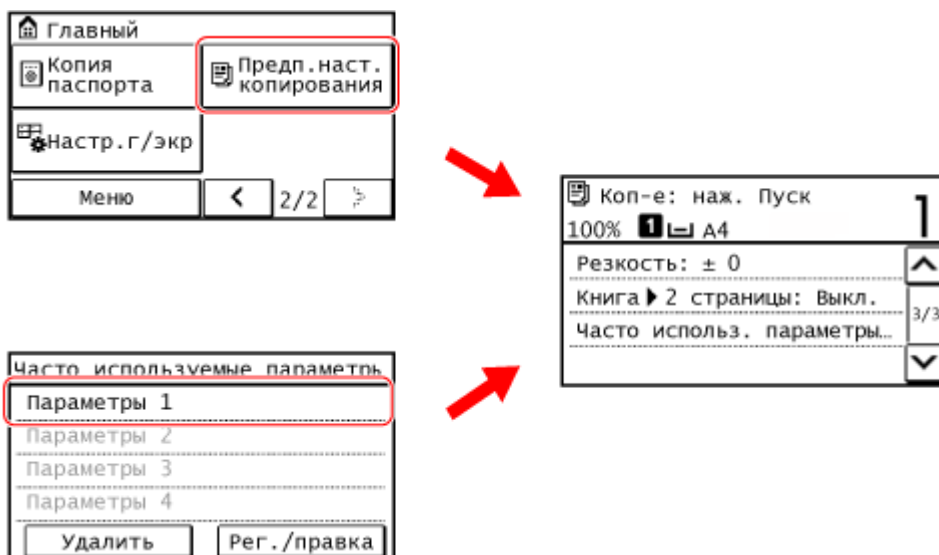 Главный
Копия
паспорта
Предп.наст.
копирования
Настр.г/экр
Меню
2/2
Коп-е: наж. Пуск
1
100% 1 A4
Резкость: ± 0
Книга 2 страницы: Выкл.
3/3
Часто использ. параметры…
Часто используемые параметры
Параметры 1
Параметры 2
Параметры 3
Параметры 4
Удалить
Рег./правка